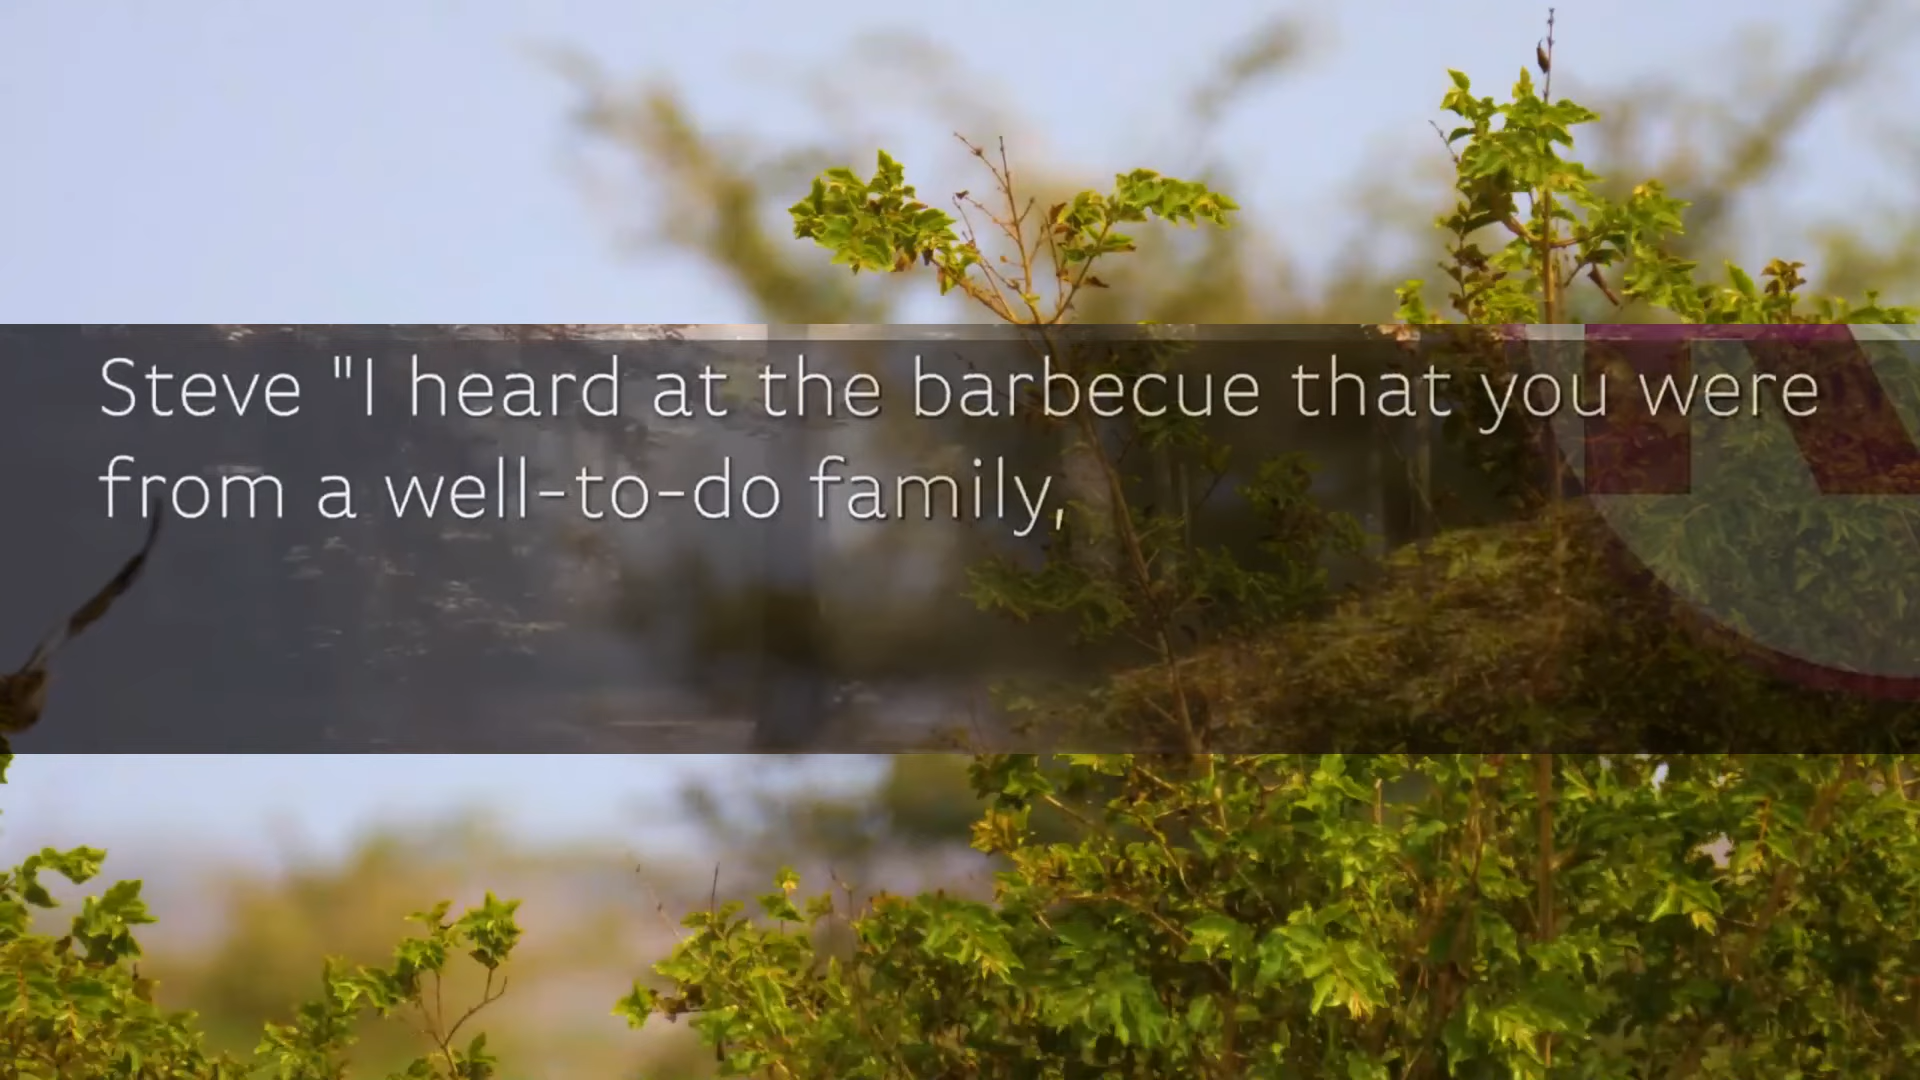 Steve "I heard at the barbecue that you were
from a well-to-do family,